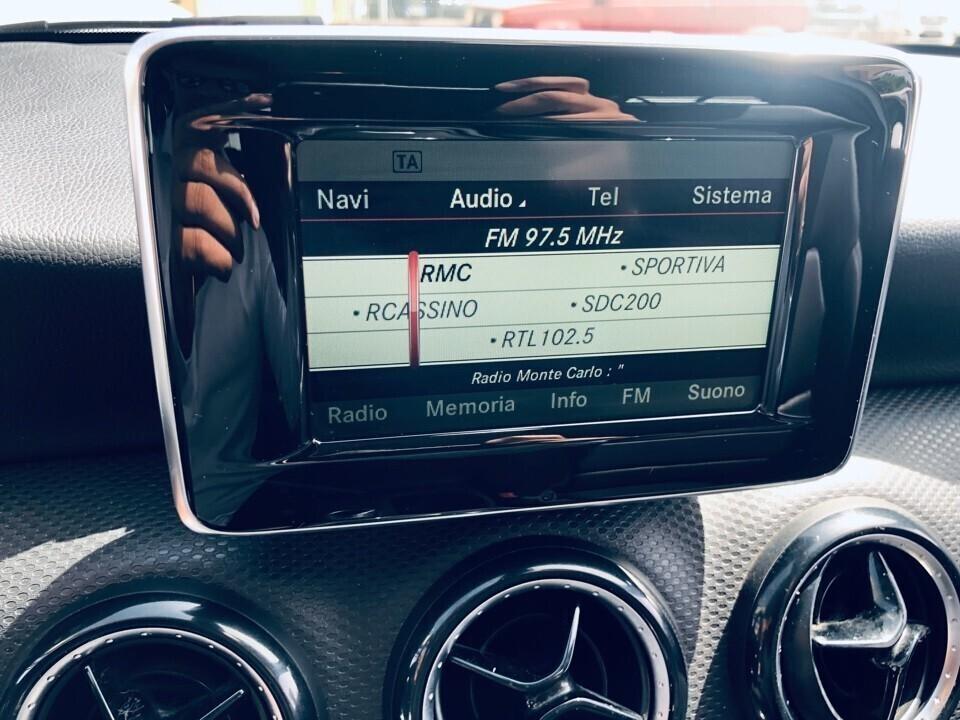 TA
Navi Audio Tel Sistema
FM 97.5 MHz
RMC • SPORTIVA
• RCASSINO • SDC200
• RTL102.5
Radio Monte Carlo : "
Radio Memoria Info FM Suono